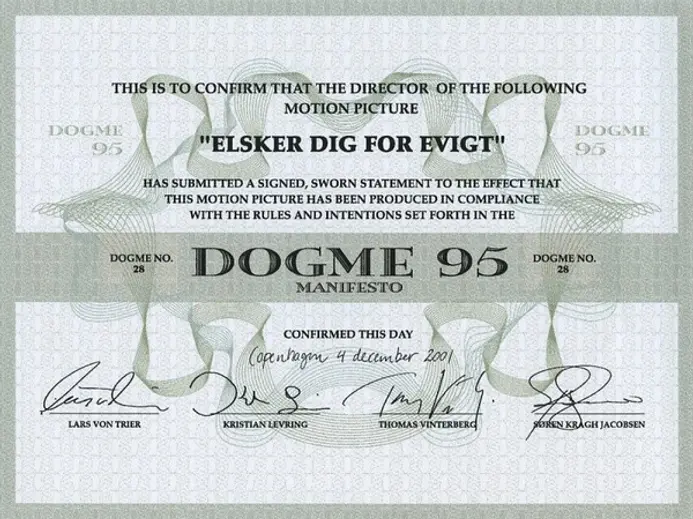 THIS IS TO CONFIRM THAT THE DIRECTOR OF THE FOLLOWING
MOTION PICTURE
DOGME
95
"ELSKER DIG FOR EVIGT"
DOGME
95
HAS SUBMITTED A SIGNED, SWORN STATEMENT TO THE EFFECT THAT
THIS MOTION PICTURE HAS BEEN PRODUCED IN COMPLIANCE
WITH THE RULES AND INTENTIONS SET FORTH IN THE
DOGME NO.
28
DOGME 95
MANIFESTO
DOGME NO.
28
CONFIRMED THIS DAY
Copenhagen 4 december 2001
LARS VON TRIER
KRISTIAN LEVRING
THOMAS VINTERBERG
SØREN KRAGH JACOBSEN